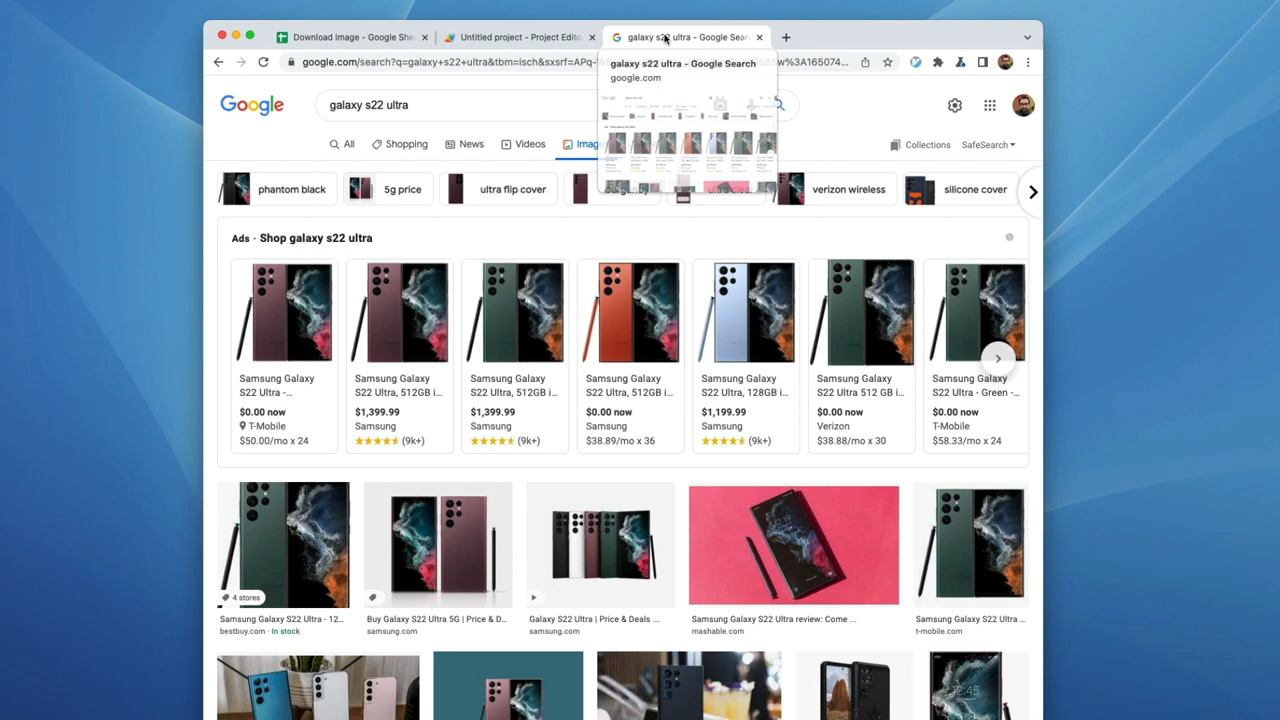 Download Image - Google She
Untitled project - Project Edito
galaxy s22 ultra - Google Sear
google.com/search?q=galaxy+s22+ultra&tbm=isch&sxsrf=APq-W
galaxy s22 ultra - Google Search
google.com
Google
galaxy s22 ultra
All
Shopping
News
Videos
Collections
SafeSearch
phantom black
5g price
ultra flip cover
verizon wireless
silicone cover
Ads · Shop galaxy s22 ultra
Samsung Galaxy
S22 Ultra -...
$0.00 now
T-Mobile
$50.00/mo x 24
Samsung Galaxy
S22 Ultra, 512GB i...
$1,399.99
Samsung
(9k+)
Samsung Galaxy
S22 Ultra, 512GB i...
$1,399.99
Samsung
(9k+)
Samsung Galaxy
S22 Ultra, 512GB i...
$0.00 now
Samsung
$38.89/mo x 36
Samsung Galaxy
S22 Ultra, 128GB i...
$1,199.99
Samsung
(9k+)
Samsung Galaxy
S22 Ultra 512 GB i...
$0.00 now
Verizon
$38.88/mo x 30
Samsung Galaxy
S22 Ultra - Green -...
$0.00 now
T-Mobile
$58.33/mo x 24
4 stores
Samsung Galaxy S22 Ultra - 12...
bestbuy.com · In stock
Buy Galaxy S22 Ultra 5G | Price & D...
samsung.com
Galaxy S22 Ultra | Price & Deals ...
samsung.com
Samsung Galaxy S22 Ultra review: Come ...
mashable.com
Samsung Galaxy S22 Ultra ...
t-mobile.com
12:45